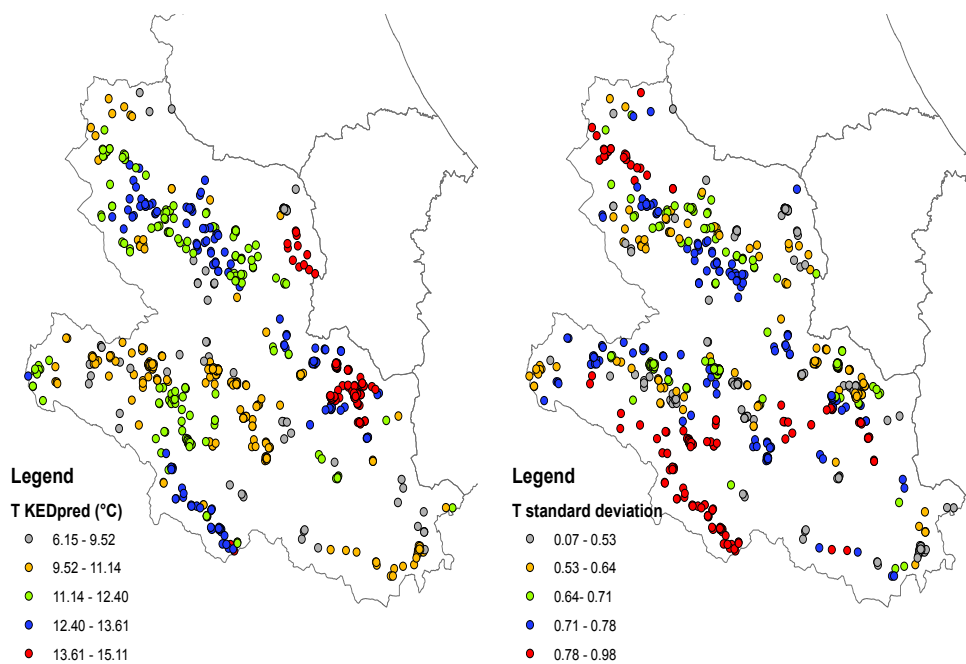 Legend
T KEDpred (°C)
6.15 - 9.52
9.52 - 11.14
11.14 - 12.40
12.40 - 13.61
13.61 - 15.11
Legend
T standard deviation
0.07 - 0.53
0.53 - 0.64
0.64- 0.71
0.71 - 0.78
0.78 - 0.98